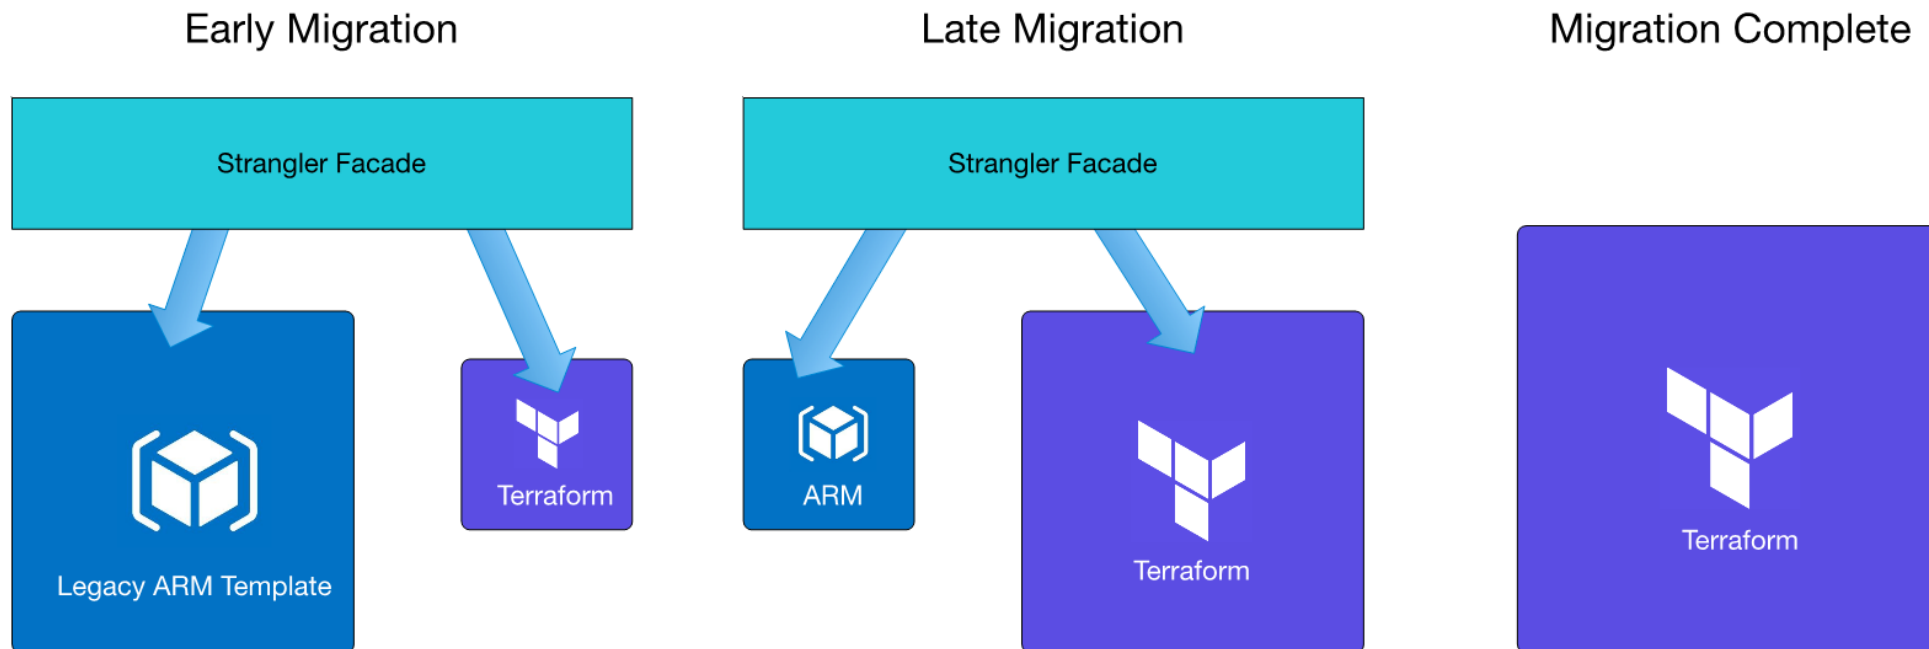 Early Migration
Late Migration
Migration Complete
Strangler Facade
Strangler Facade
Legacy ARM Template
Terraform
ARM
Terraform
Terraform